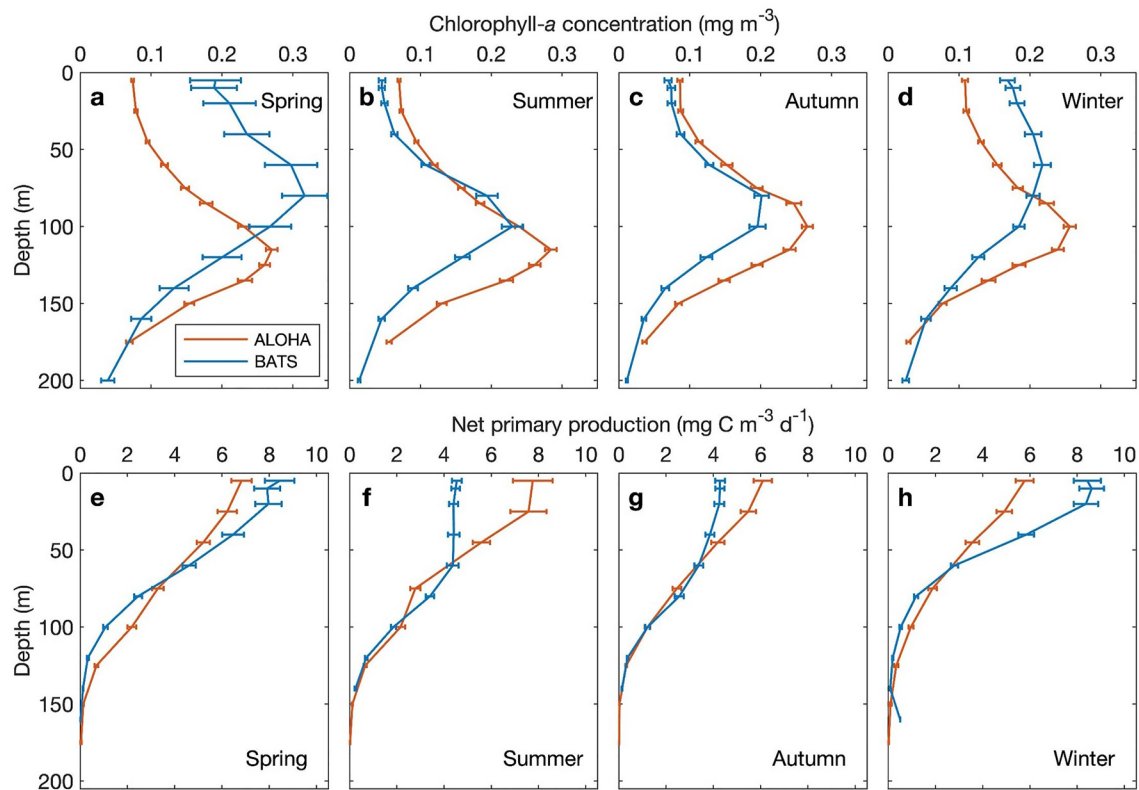 Chlorophyll-a concentration (mg m⁻³)
0 0.1 0.2 0.3 0 0.1 0.2 0.3 0 0.1 0.2 0.3 0 0.1 0.2 0.3
0
a Spring b Summer c Autumn d Winter
50
Depth (m)
100
150
ALOHA
BATS
200
Net primary production (mg C m⁻³ d⁻¹)
0 2 4 6 8 10 0 2 4 6 8 10 0 2 4 6 8 10 0 2 4 6 8 10
0
e f g h
50
Depth (m)
100
150
Spring Summer Autumn Winter
200